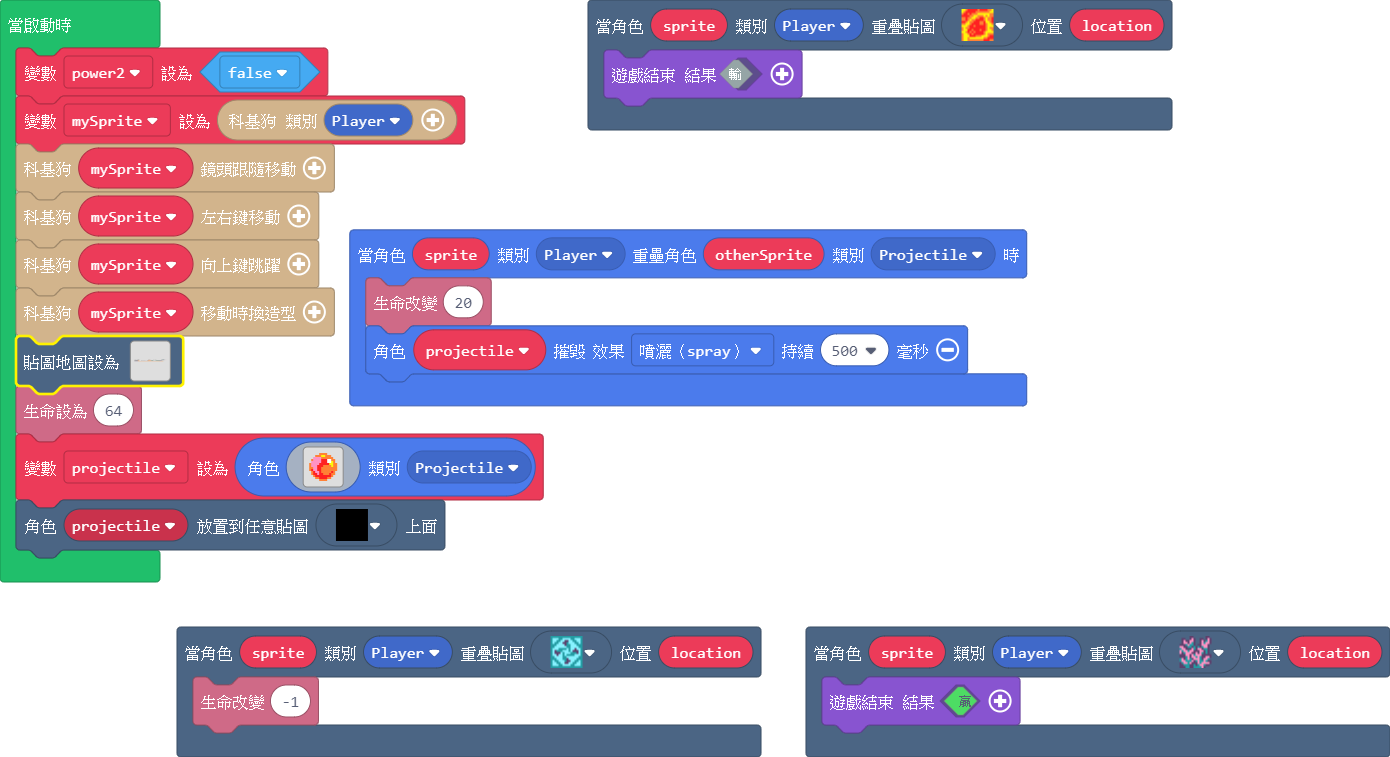 當啟動時
變數 power2 設為 false
變數 mySprite 設為 科基狗 類別 Player
科基狗 mySprite 鏡頭跟隨移動
科基狗 mySprite 左右鍵移動
科基狗 mySprite 向上鍵跳躍
科基狗 mySprite 移動時換造型
貼圖地圖設為
生命設為 64
變數 projectile 設為 角色 類別 Projectile
角色 projectile 放置到任意貼圖 上面
當角色 sprite 類別 Player 重疊貼圖 位置 location
遊戲結束 結果 輸
當角色 sprite 類別 Player 重疊角色 otherSprite 類別 Projectile 時
生命改變 20
角色 projectile 摧毀 效果 噴灑（spray） 持續 500 毫秒
當角色 sprite 類別 Player 重疊貼圖 位置 location
生命改變 -1
當角色 sprite 類別 Player 重疊貼圖 位置 location
遊戲結束 結果 贏